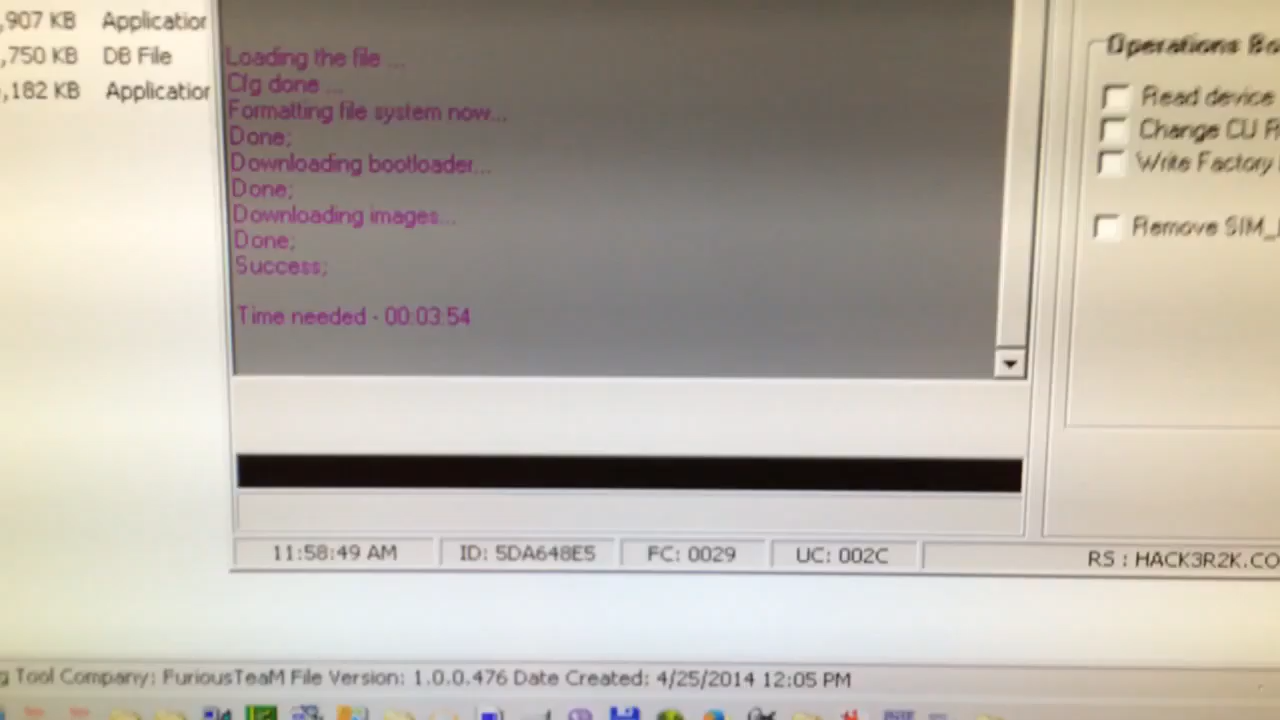 ,907 KB Application
,750 KB DB File
,182 KB Application
Loading the file ...
Cfg done ...
Formatting file system now...
Done;
Downloading bootloader...
Done;
Downloading images...
Done;
Success;
Time needed - 00:03:54
Operations Bo
Read device
Change CU
Write Factory
Remove SIM_
11:58:49 AM ID: 5DA648E5 FC: 0029 UC: 002C RS : HACK3R2K.CO
g Tool Company: FuriousTeaM File Version: 1.0.0.476 Date Created: 4/25/2014 12:05 PM